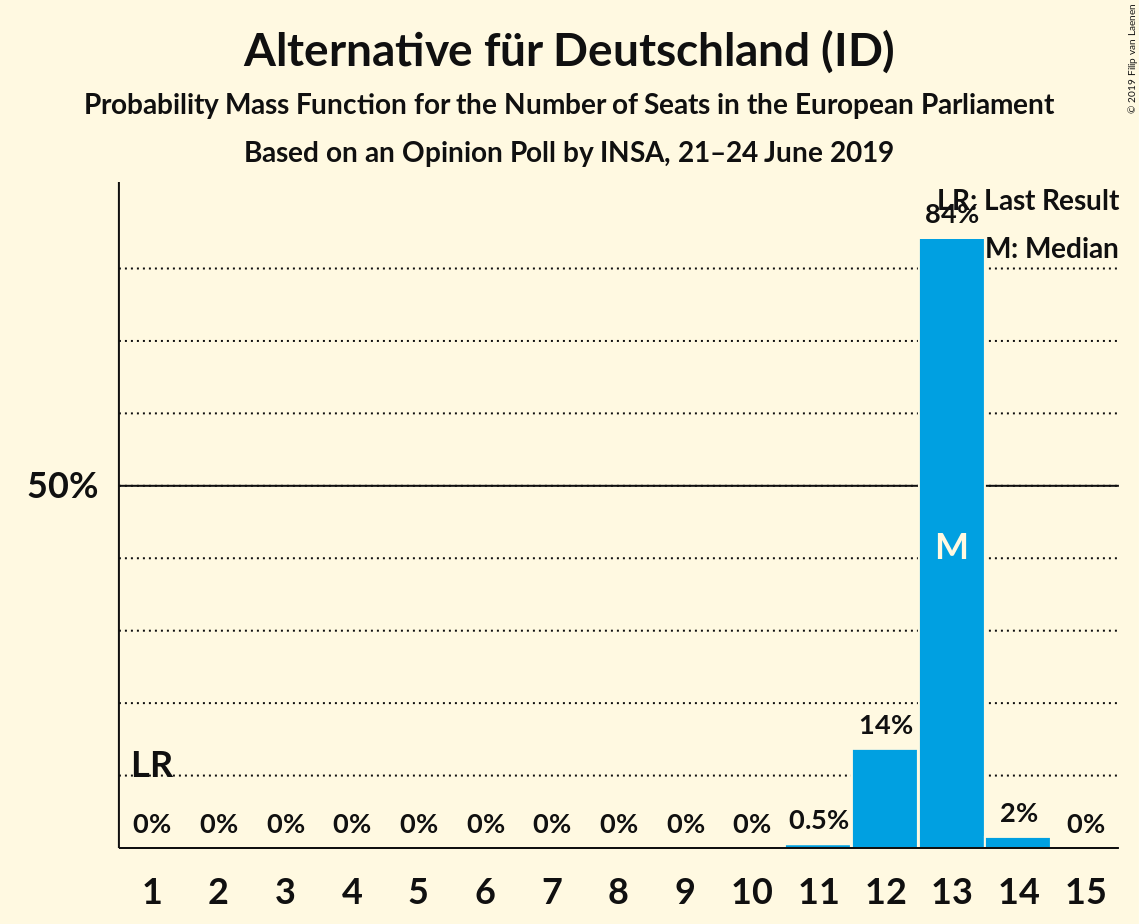 Alternative für Deutschland (ID)
Probability Mass Function for the Number of Seats in the European Parliament
Based on an Opinion Poll by INSA, 21–24 June 2019
© 2019 Filip van Laenen
LR: Last Result
84%
M: Median
50%
M
14%
LR
0% 0% 0% 0% 0% 0% 0% 0% 0% 0% 0.5% 2% 0%
1 2 3 4 5 6 7 8 9 10 11 12 13 14 15